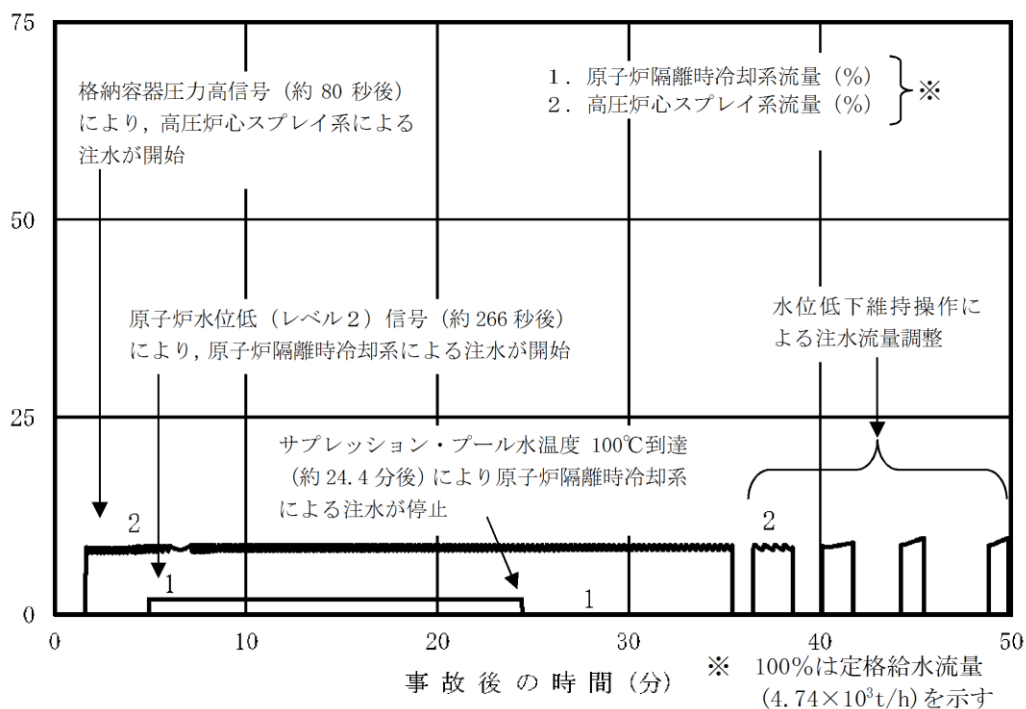 75
格納容器圧力高信号（約 80 秒後）
により，高圧炉心スプレイ系による
注水が開始
１．原子炉隔離時冷却系流量（％）
２．高圧炉心スプレイ系流量（％）
※
50
原子炉水位低（レベル２）信号（約 266 秒後）
により，原子炉隔離時冷却系による注水が開始
水位低下維持操作に
よる注水流量調整
25
サプレッション・プール水温度 100℃到達
（約 24.4 分後）により原子炉隔離時冷却系
による注水が停止
2
2
1
1
0
0 10 20 30 40 50
事故後の時間（分）
※ 100％は定格給水流量
(4.74×10³t/h)を示す